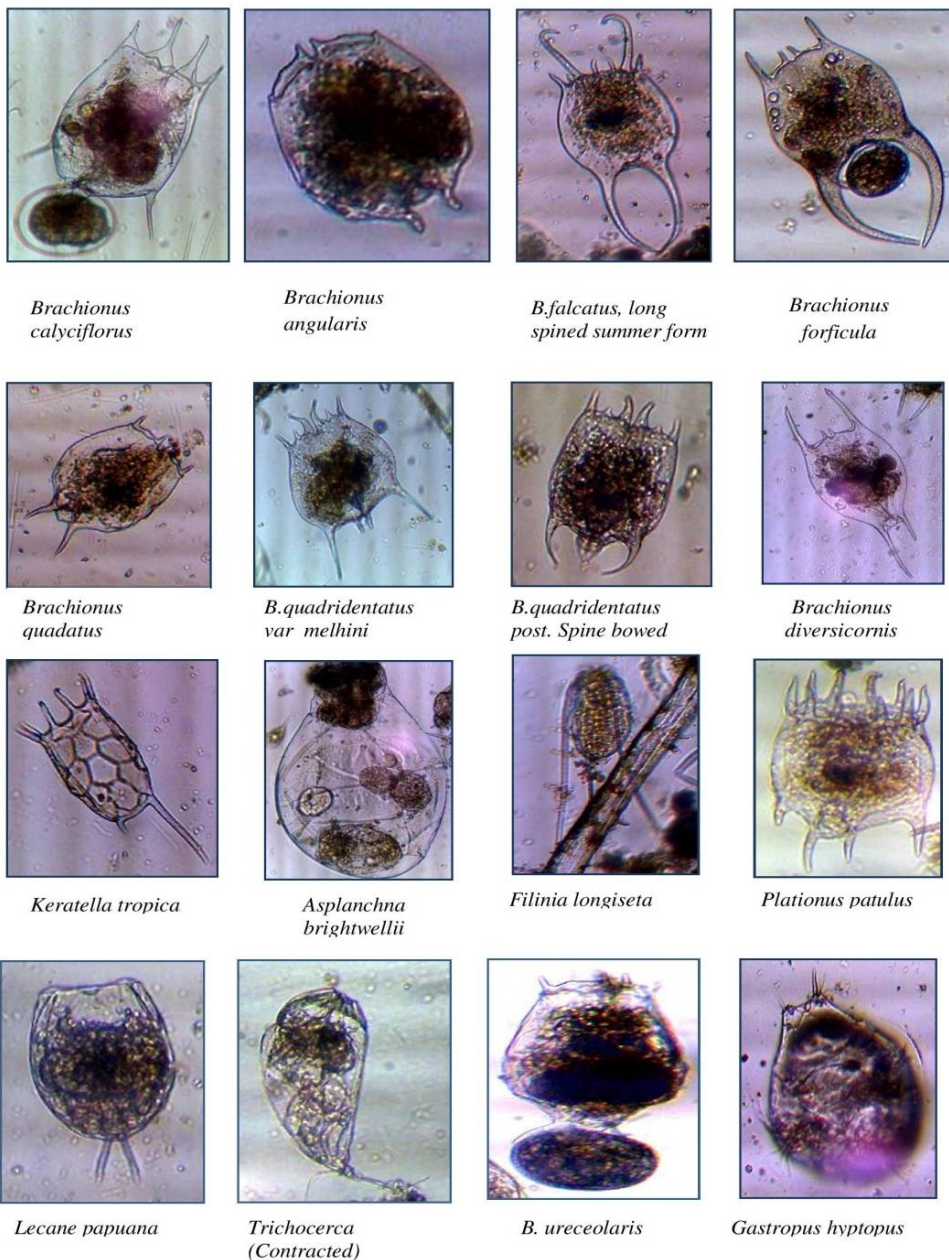 Brachionus
calyciflorus
Brachionus
angularis
B.falcatus, long
spined summer form
Brachionus
forficula
Brachionus
quadatus
B.quadridentatus
var melhini
B.quadridentatus
post. Spine bowed
Brachionus
diversicornis
Keratella tropica
Asplanchna
brightwellii
Filinia longiseta
Plationus patulus
Lecane papuana
Trichocerca
(Contracted)
B. ureceolaris
Gastropus hyptopus